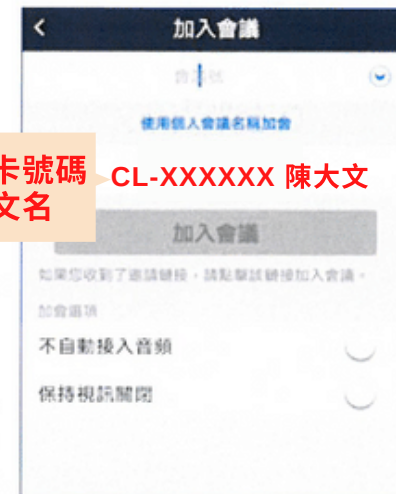 加入會議
會議號
使用個人會議名稱加會
卡號碼
文名
CL-XXXXXX 陳大文
加入會議
如果您收到了邀請鏈接，請點擊該鏈接加入會議。
加會選項
不自動接入音頻
保持視訊關閉